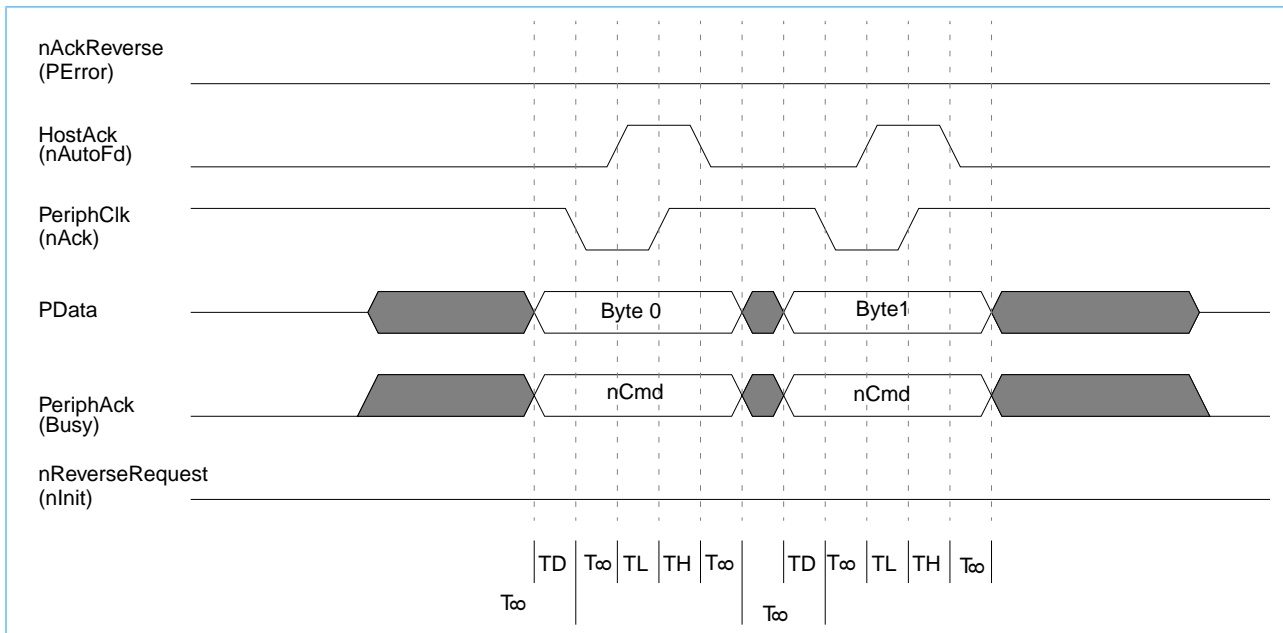 nAckReverse
(PError)
HostAck
(nAutoFd)
PeriphClk
(nAck)
PData
Byte 0
Byte1
PeriphAck
(Busy)
nCmd
nCmd
nReverseRequest
(nInit)
TD T∞ TL TH T∞ TD T∞ TL TH T∞
T∞ T∞